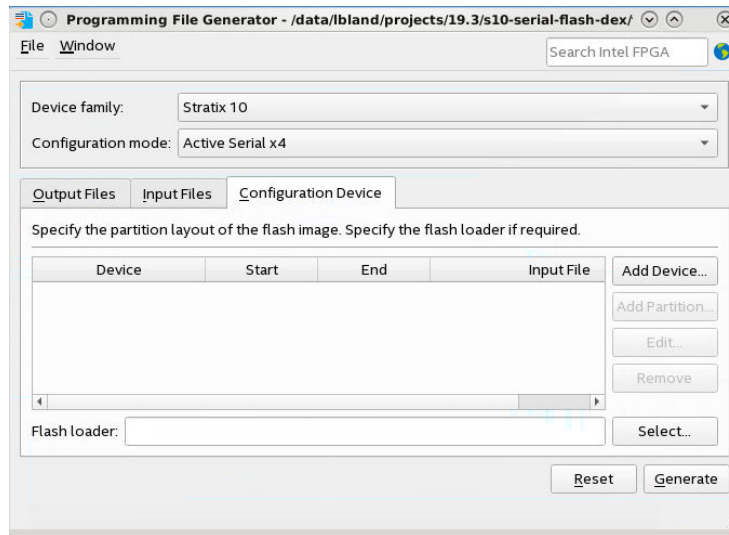 Programming File Generator - /data/lbland/projects/19.3/s10-serial-flash-dex/
File Window
Search Intel FPGA
Device family: Stratix 10
Configuration mode: Active Serial x4
Output Files Input Files Configuration Device
Specify the partition layout of the flash image. Specify the flash loader if required.
Device Start End Input File Add Device...
Add Partition...
Edit...
Remove
Flash loader: Select...
Reset Generate